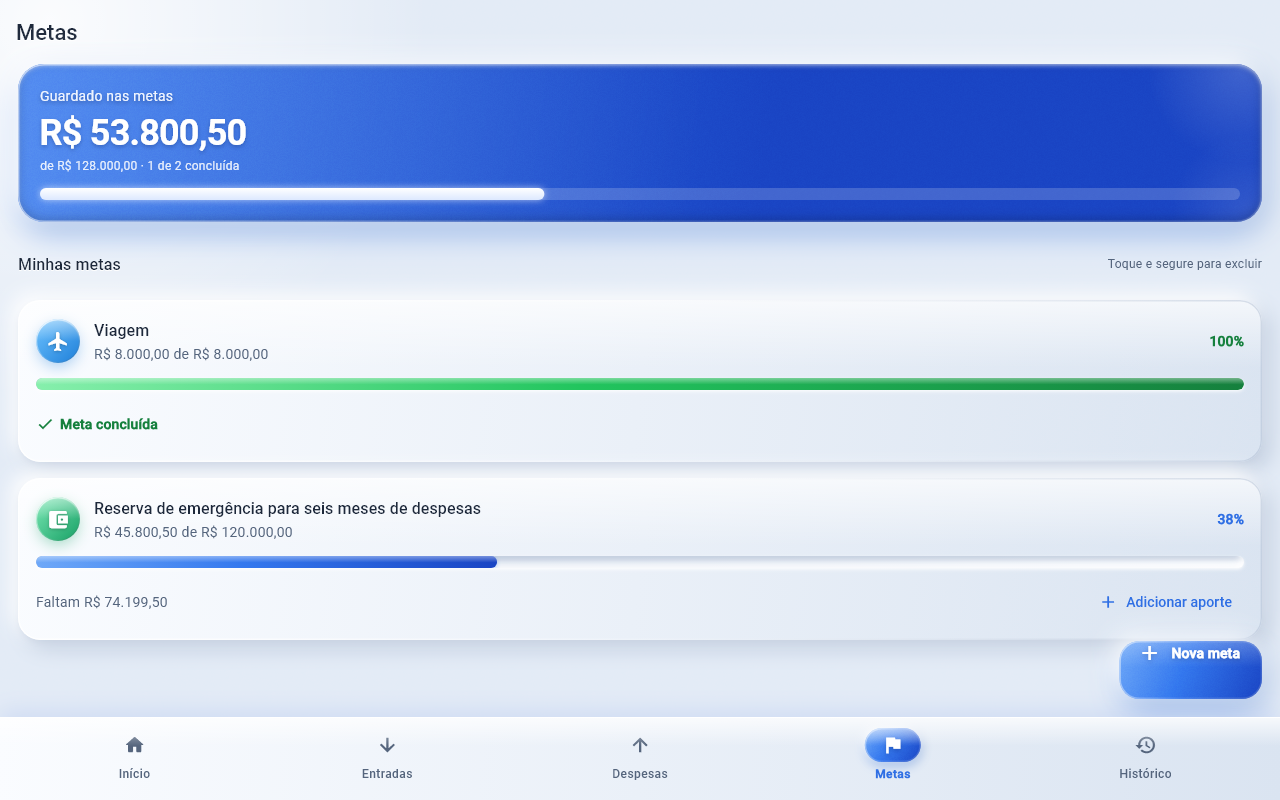 Metas
Guardado nas metas
R$ 53.800,50
de R$ 128.000,00 · 1 de 2 concluída
Minhas metas
Toque e segure para excluir
Viagem
R$ 8.000,00 de R$ 8.000,00
100%
Meta concluída
Reserva de emergência para seis meses de despesas
R$ 45.800,50 de R$ 120.000,00
38%
Faltam R$ 74.199,50
Adicionar aporte
Nova meta
Início
Entradas
Despesas
Metas
Histórico